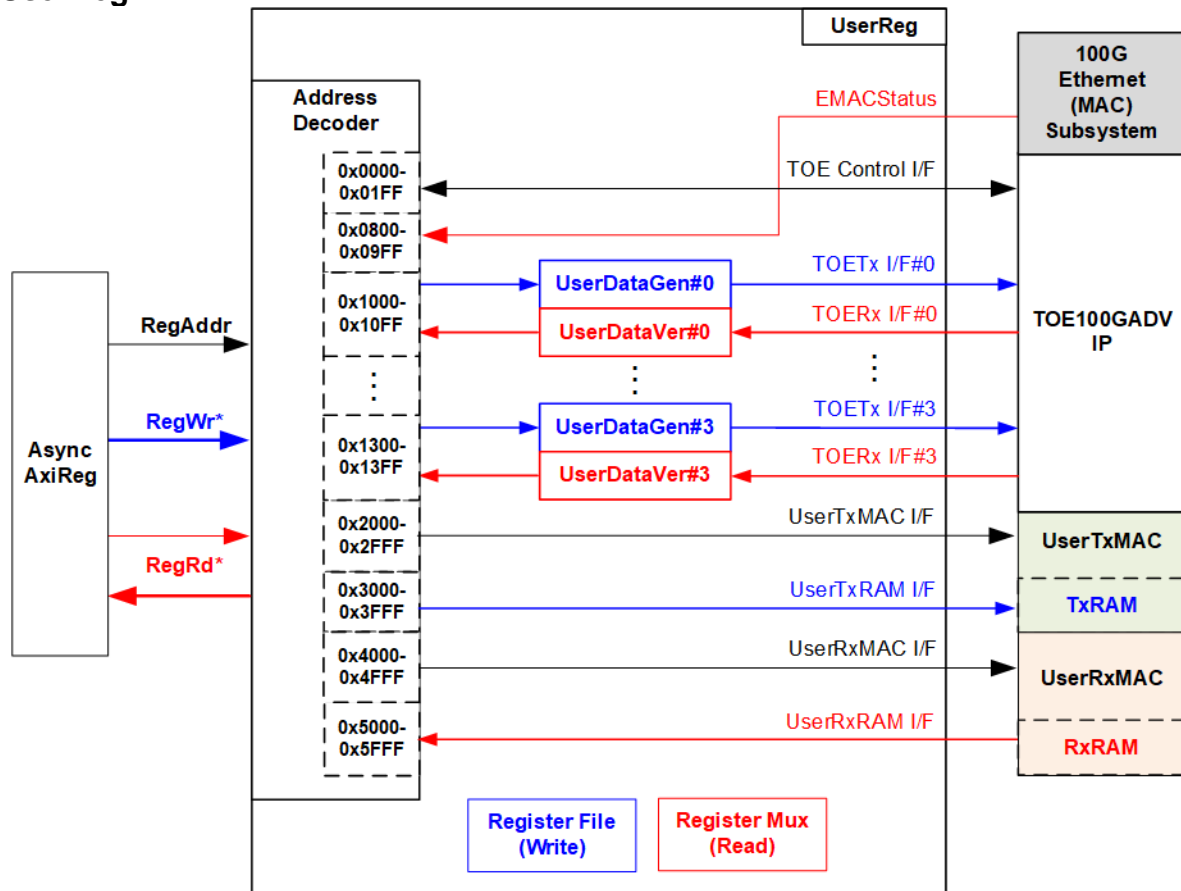 UserReg
100G
Ethernet
(MAC)
Subsystem
Address
Decoder
EMACStatus
0x0000-
0x01FF
TOE Control I/F
0x0800-
0x09FF
TOETx I/F#0
UserDataGen#0
0x1000-
0x10FF
TOERx I/F#0
UserDataVer#0
TOE100GADV
IP
RegAddr
⋮
⋮
⋮
TOETx I/F#3
UserDataGen#3
RegWr*
0x1300-
0x13FF
TOERx I/F#3
UserDataVer#3
Async
AxiReg
UserTxMAC I/F
0x2000-
0x2FFF
UserTxMAC
RegRd*
UserTxRAM I/F
0x3000-
0x3FFF
TxRAM
UserRxMAC I/F
0x4000-
0x4FFF
UserRxMAC
UserRxRAM I/F
0x5000-
0x5FFF
RxRAM
Register File
(Write)
Register Mux
(Read)